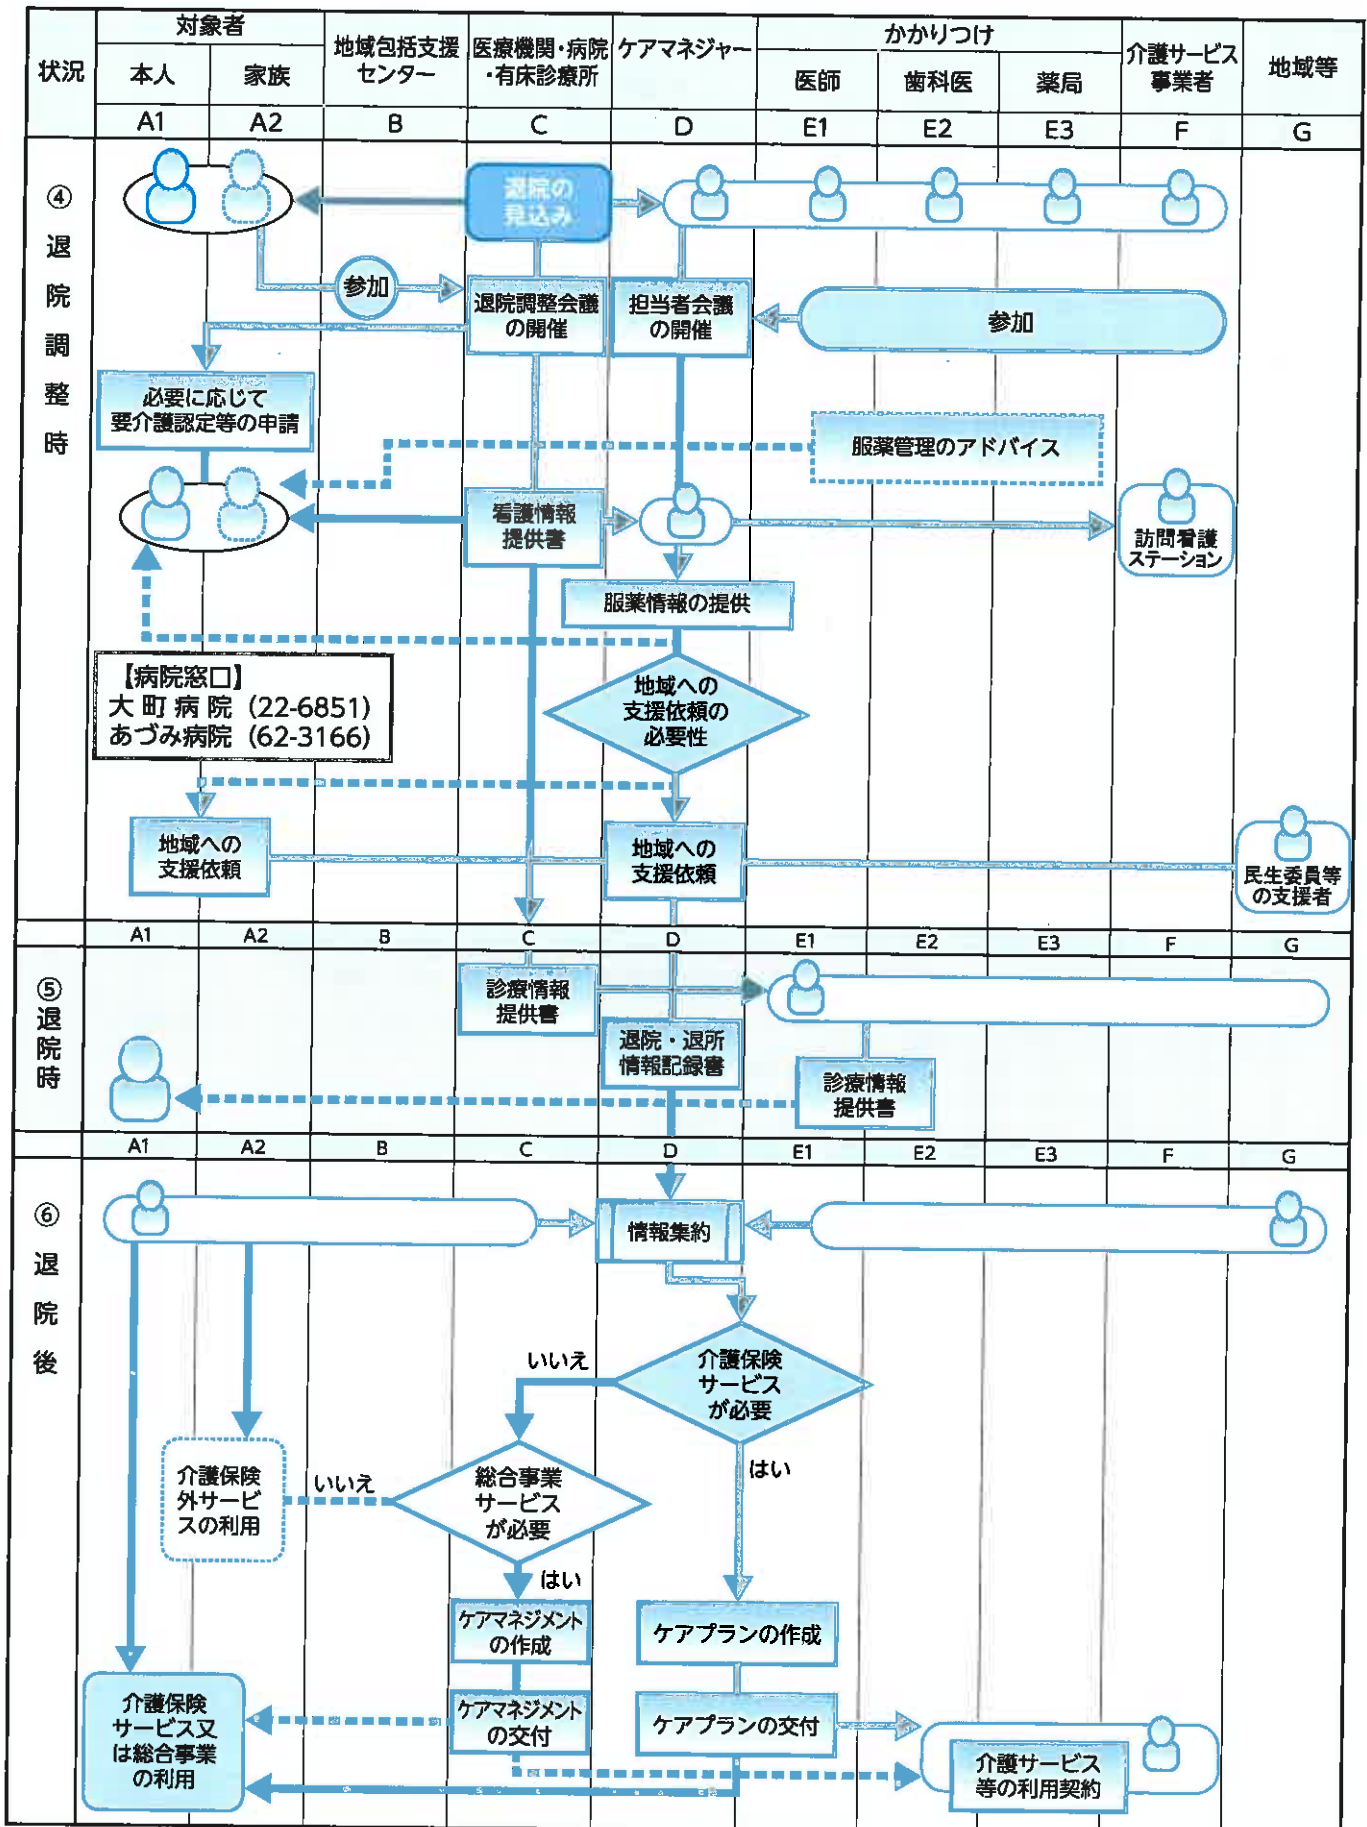 状況
対象者
本人
家族
地域包括支援
センター
医療機関・病院
・有床診療所
ケアマネジャー
かかりつけ
医師
歯科医
薬局
介護サービス
事業者
地域等
A1
A2
B
C
D
E1
E2
E3
F
G
④
退
院
調
整
時
退院の
見込み
参加
退院調整会議
の開催
担当者会議
の開催
参加
必要に応じて
要介護認定等の申請
服薬管理のアドバイス
看護情報
提供書
訪問看護
ステーション
服薬情報の提供
【病院窓口】
大町病院（22-6851）
あづみ病院（62-3166）
地域への
支援依頼の
必要性
地域への
支援依頼
地域への
支援依頼
民生委員等
の支援者
A1
A2
B
C
D
E1
E2
E3
F
G
⑤
退
院
時
診療情報
提供書
退院・退所
情報記録書
診療情報
提供書
A1
A2
B
C
D
E1
E2
E3
F
G
⑥
退
院
後
情報集約
介護保険
サービス
が必要
いいえ
はい
総合事業
サービス
が必要
いいえ
はい
介護保険
外サービ
スの利用
ケアマネジメント
の作成
ケアプランの作成
介護保険
サービス又
は総合事業
の利用
ケアマネジメント
の交付
ケアプランの交付
介護サービス
等の利用契約